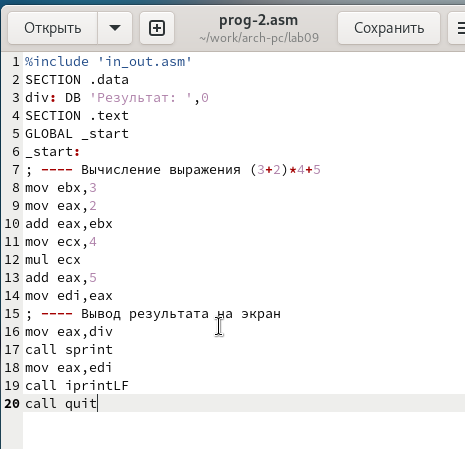 Открыть
prog-2.asm
~/work/arch-pc/lab09
Сохранить
1 %include 'in_out.asm'
2 SECTION .data
3 div: DB 'Результат: ',0
4 SECTION .text
5 GLOBAL _start
6 _start:
7 ; ---- Вычисление выражения (3+2)*4+5
8 mov ebx,3
9 mov eax,2
10 add eax,ebx
11 mov ecx,4
12 mul ecx
13 add eax,5
14 mov edi,eax
15 ; ---- Вывод результата на экран
16 mov eax,div
17 call sprint
18 mov eax,edi
19 call iprintLF
20 call quit